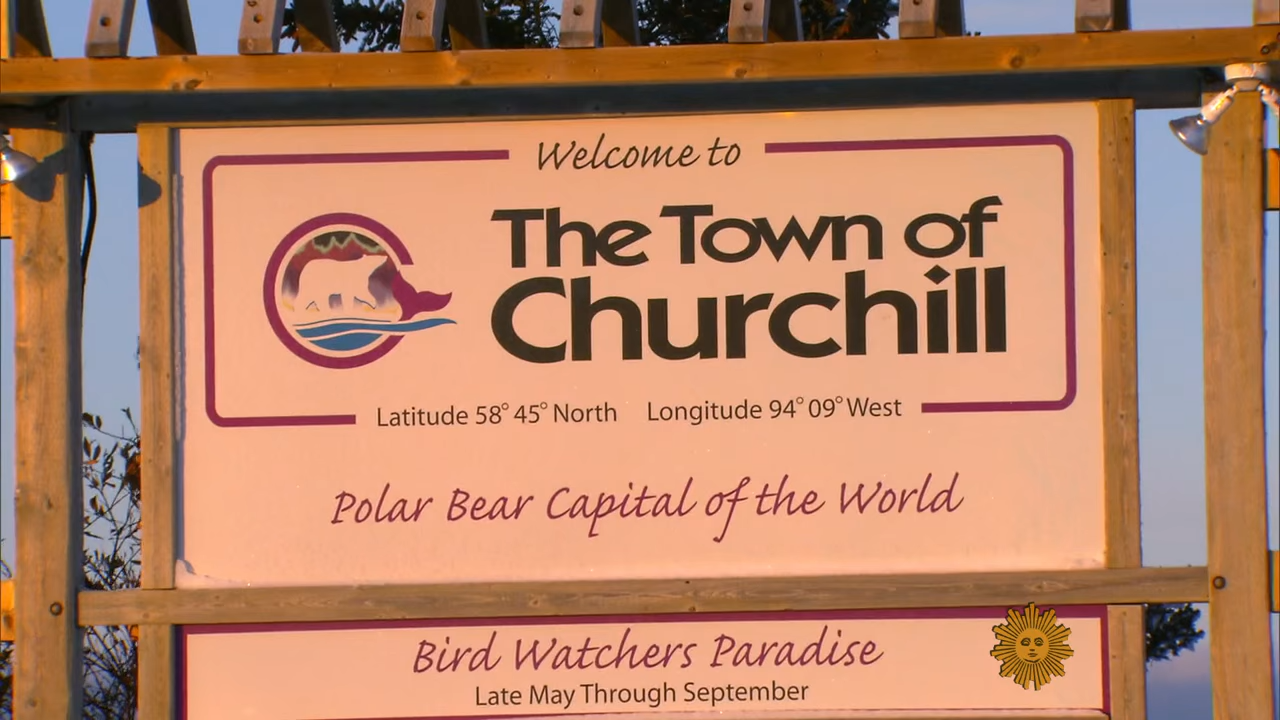 Welcome to
The Town of
Churchill
Latitude 58° 45° North Longitude 94° 09° West
Polar Bear Capital of the World
Bird Watchers Paradise
Late May Through September